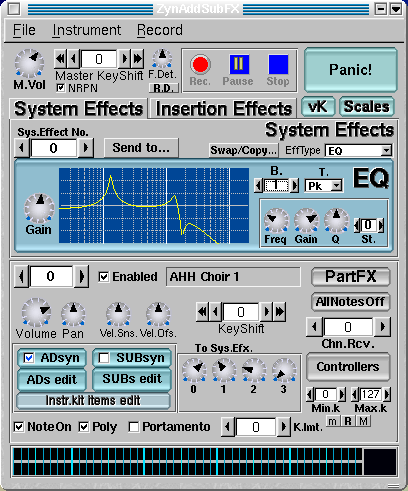 ZynAddSubFX
File Instrument Record
M.Vol
0
Master KeyShift
NRPN
F.Det.
R.D.
Rec. Pause Stop
Panic!
System Effects Insertion Effects vK Scales
Sys.Effect No.
0
Send to...
System Effects
Swap/Copy...
EffType EQ
Gain
B. T.
1 Pk
EQ
Freq Gain Q St.
0
0 Enabled AHH Choir 1 PartFX
Volume Pan Vel.Sns. Vel.Ofs.
0
KeyShift
AllNotesOff
0
Chn.Rcv.
ADsyn SUBsyn
ADs edit SUBs edit
Instr.kit items edit
To Sys.Efx.
0 1 2 3
Controllers
0 127
Min.k Max.k
m R M
NoteOn Poly Portamento 0 K.lmt.